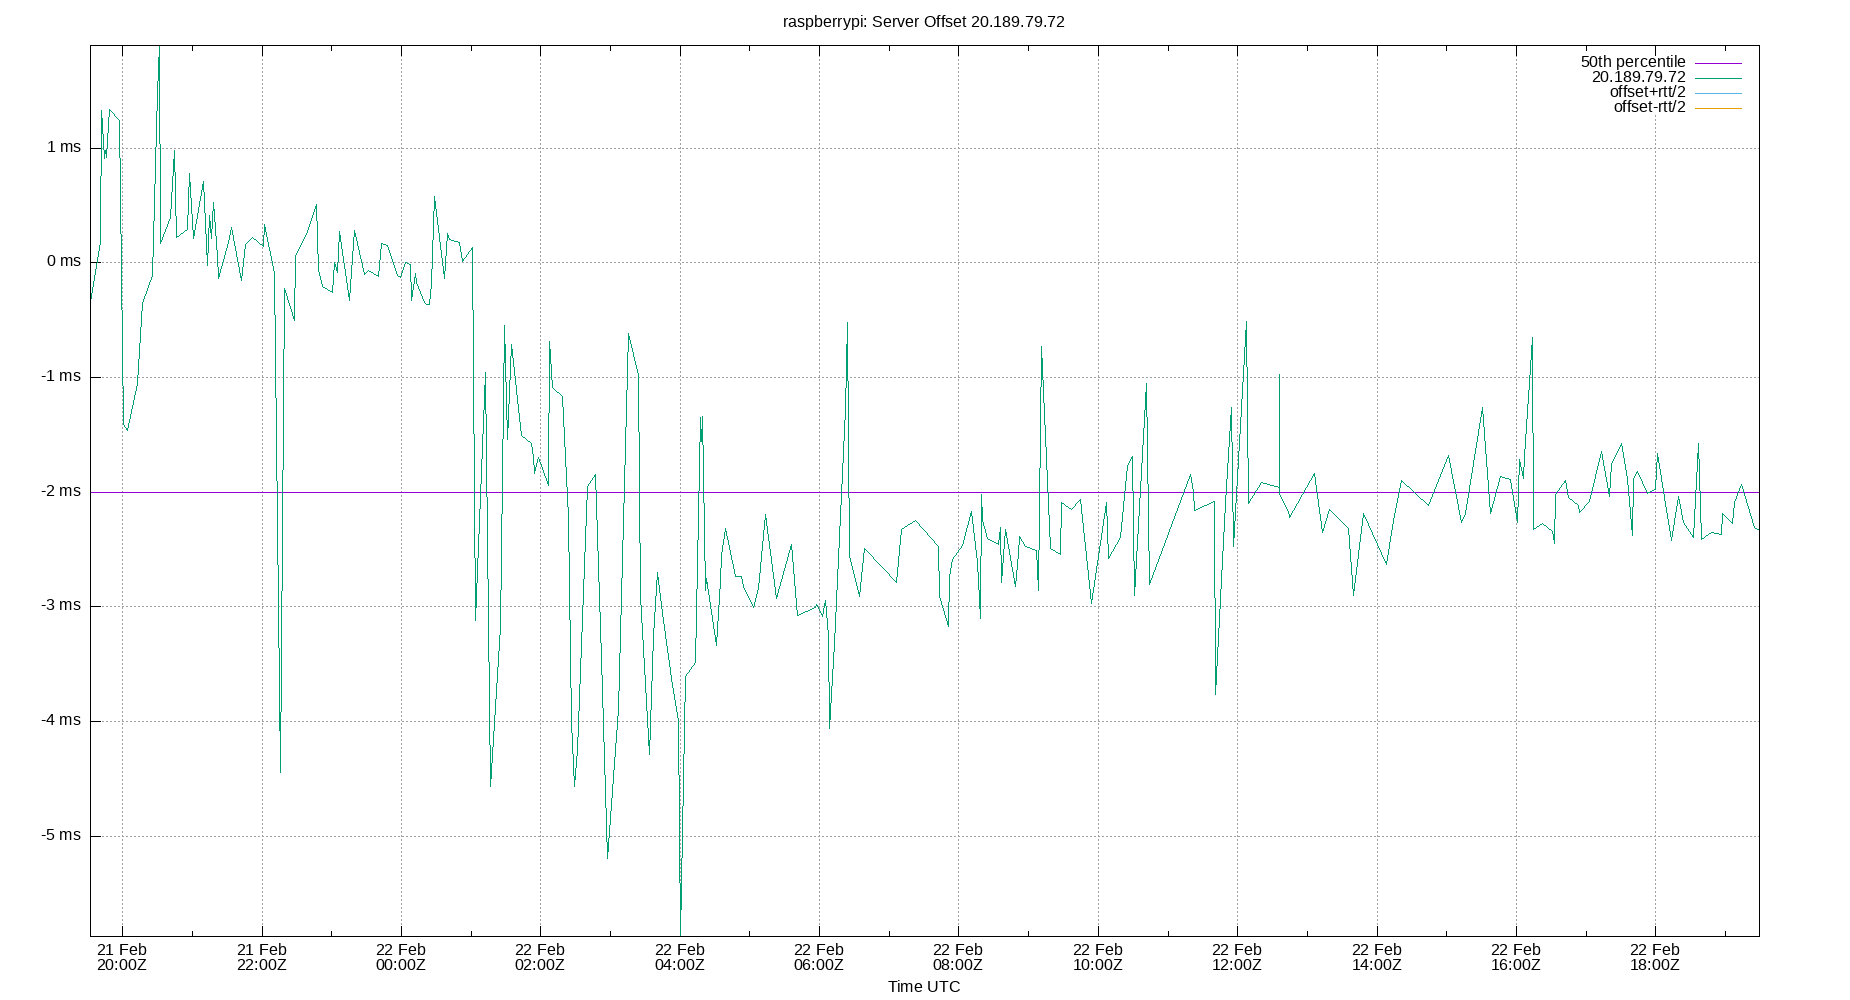 raspberrypi: Server Offset 20.189.79.72
50th percentile
20.189.79.72
offset+rtt/2
offset-rtt/2
1 ms
0 ms
-1 ms
-2 ms
-3 ms
-4 ms
-5 ms
21 Feb 21 Feb 22 Feb 22 Feb 22 Feb 22 Feb 22 Feb 22 Feb 22 Feb 22 Feb 22 Feb 22 Feb
20:00Z 22:00Z 00:00Z 02:00Z 04:00Z 06:00Z 08:00Z 10:00Z 12:00Z 14:00Z 16:00Z 18:00Z
Time UTC